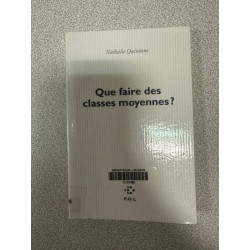 Nathalie Quintane
Que faire des
classes moyennes?
P.O.L